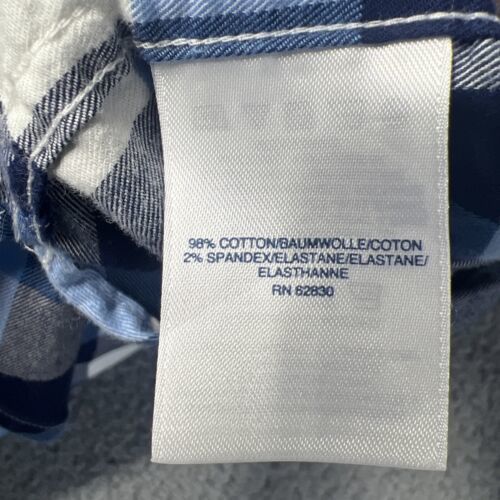 98% COTTON/BAUMWOLLE/COTON
2% SPANDEX/ELASTANE/ELASTANE/
ELASTHANNE
RN 62830